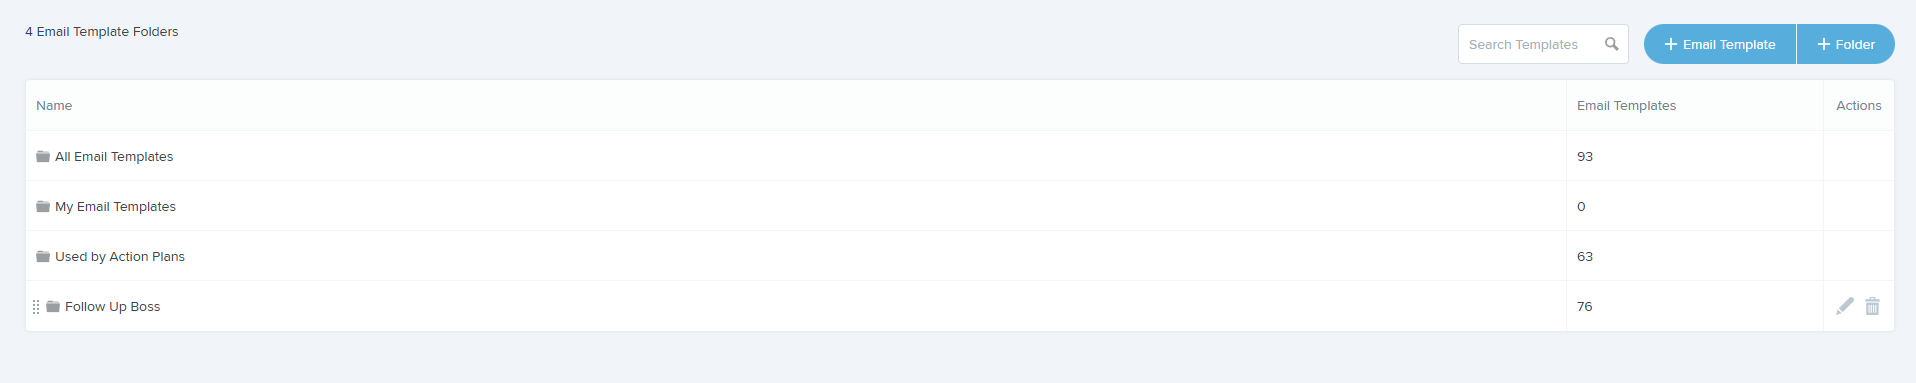 4 Email Template Folders
Search Templates
Email Template
Folder
Name Email Templates Actions
All Email Templates 93
My Email Templates 0
Used by Action Plans 63
Follow Up Boss 76